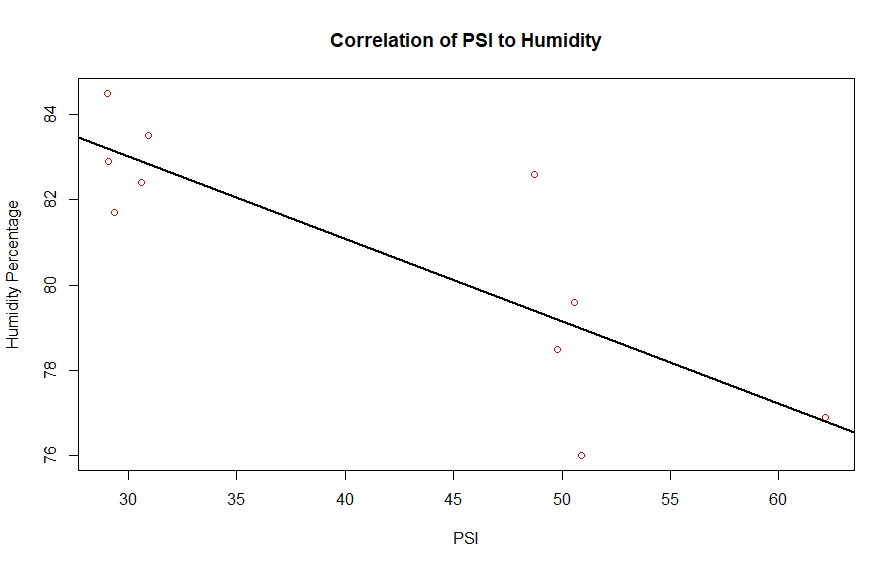 Correlation of PSI to Humidity
84
82
80
78
76
Humidity Percentage
30 35 40 45 50 55 60
PSI